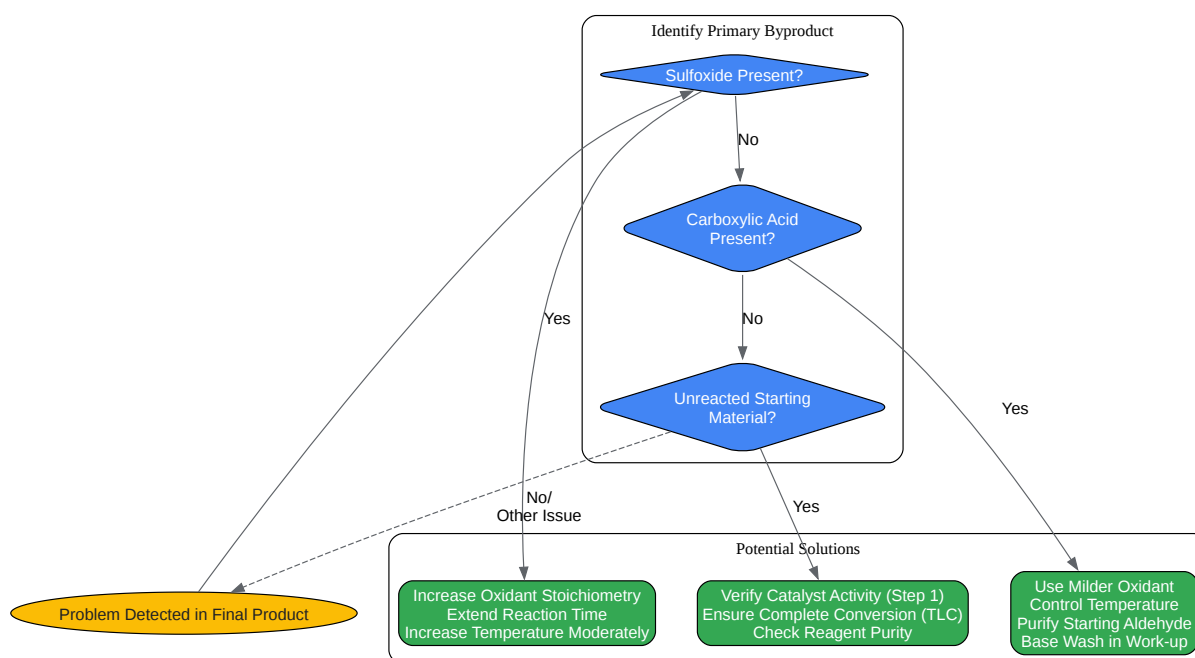 Identify Primary Byproduct
Sulfoxide Present?
No
Carboxylic Acid
Present?
Yes
No
Unreacted Starting
Material?
Yes
No/
Other Issue
Yes
Potential Solutions
Problem Detected in Final Product
Increase Oxidant Stoichiometry
Extend Reaction Time
Increase Temperature Moderately
Verify Catalyst Activity (Step 1)
Ensure Complete Conversion (TLC)
Check Reagent Purity
Use Milder Oxidant
Control Temperature
Purify Starting Aldehyde
Base Wash in Work-up